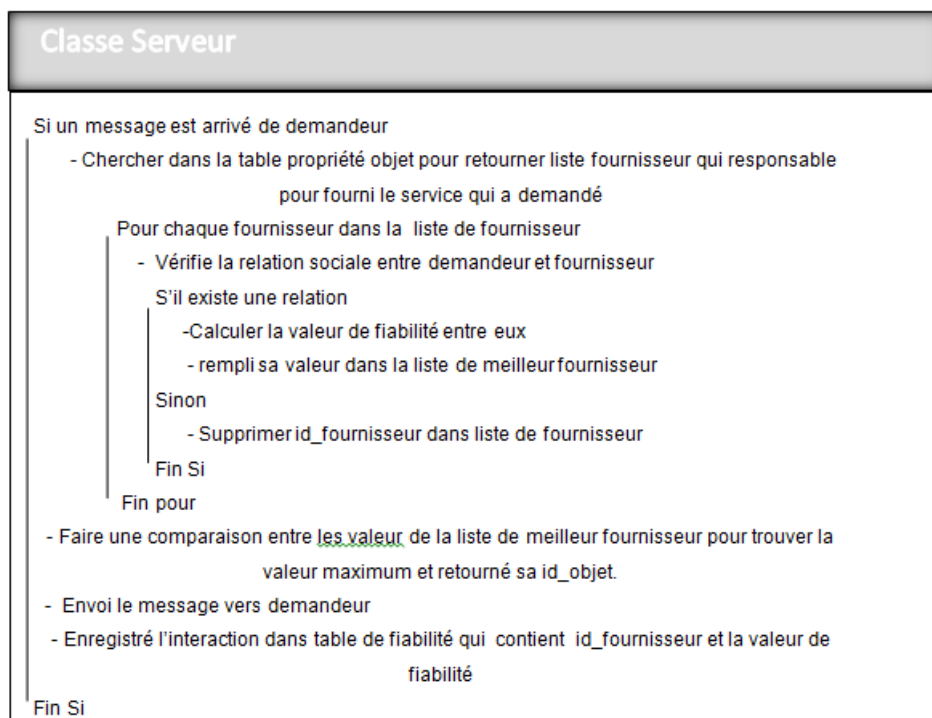 Classe Serveur
Si un message est arrivé de demandeur
- Chercher dans la table propriété objet pour retourner liste fournisseur qui responsable
pour fourni le service qui a demandé
Pour chaque fournisseur dans la liste de fournisseur
- Vérifie la relation sociale entre demandeur et fournisseur
S'il existe une relation
-Calculer la valeur de fiabilité entre eux
- rempli sa valeur dans la liste de meilleur fournisseur
Sinon
- Supprimer id_fournisseur dans liste de fournisseur
Fin Si
Fin pour
- Faire une comparaison entre les valeur de la liste de meilleur fournisseur pour trouver la
valeur maximum et retourné sa id_objet.
- Envoi le message vers demandeur
- Enregistré l'interaction dans table de fiabilité qui contient id_fournisseur et la valeur de
fiabilité
Fin Si